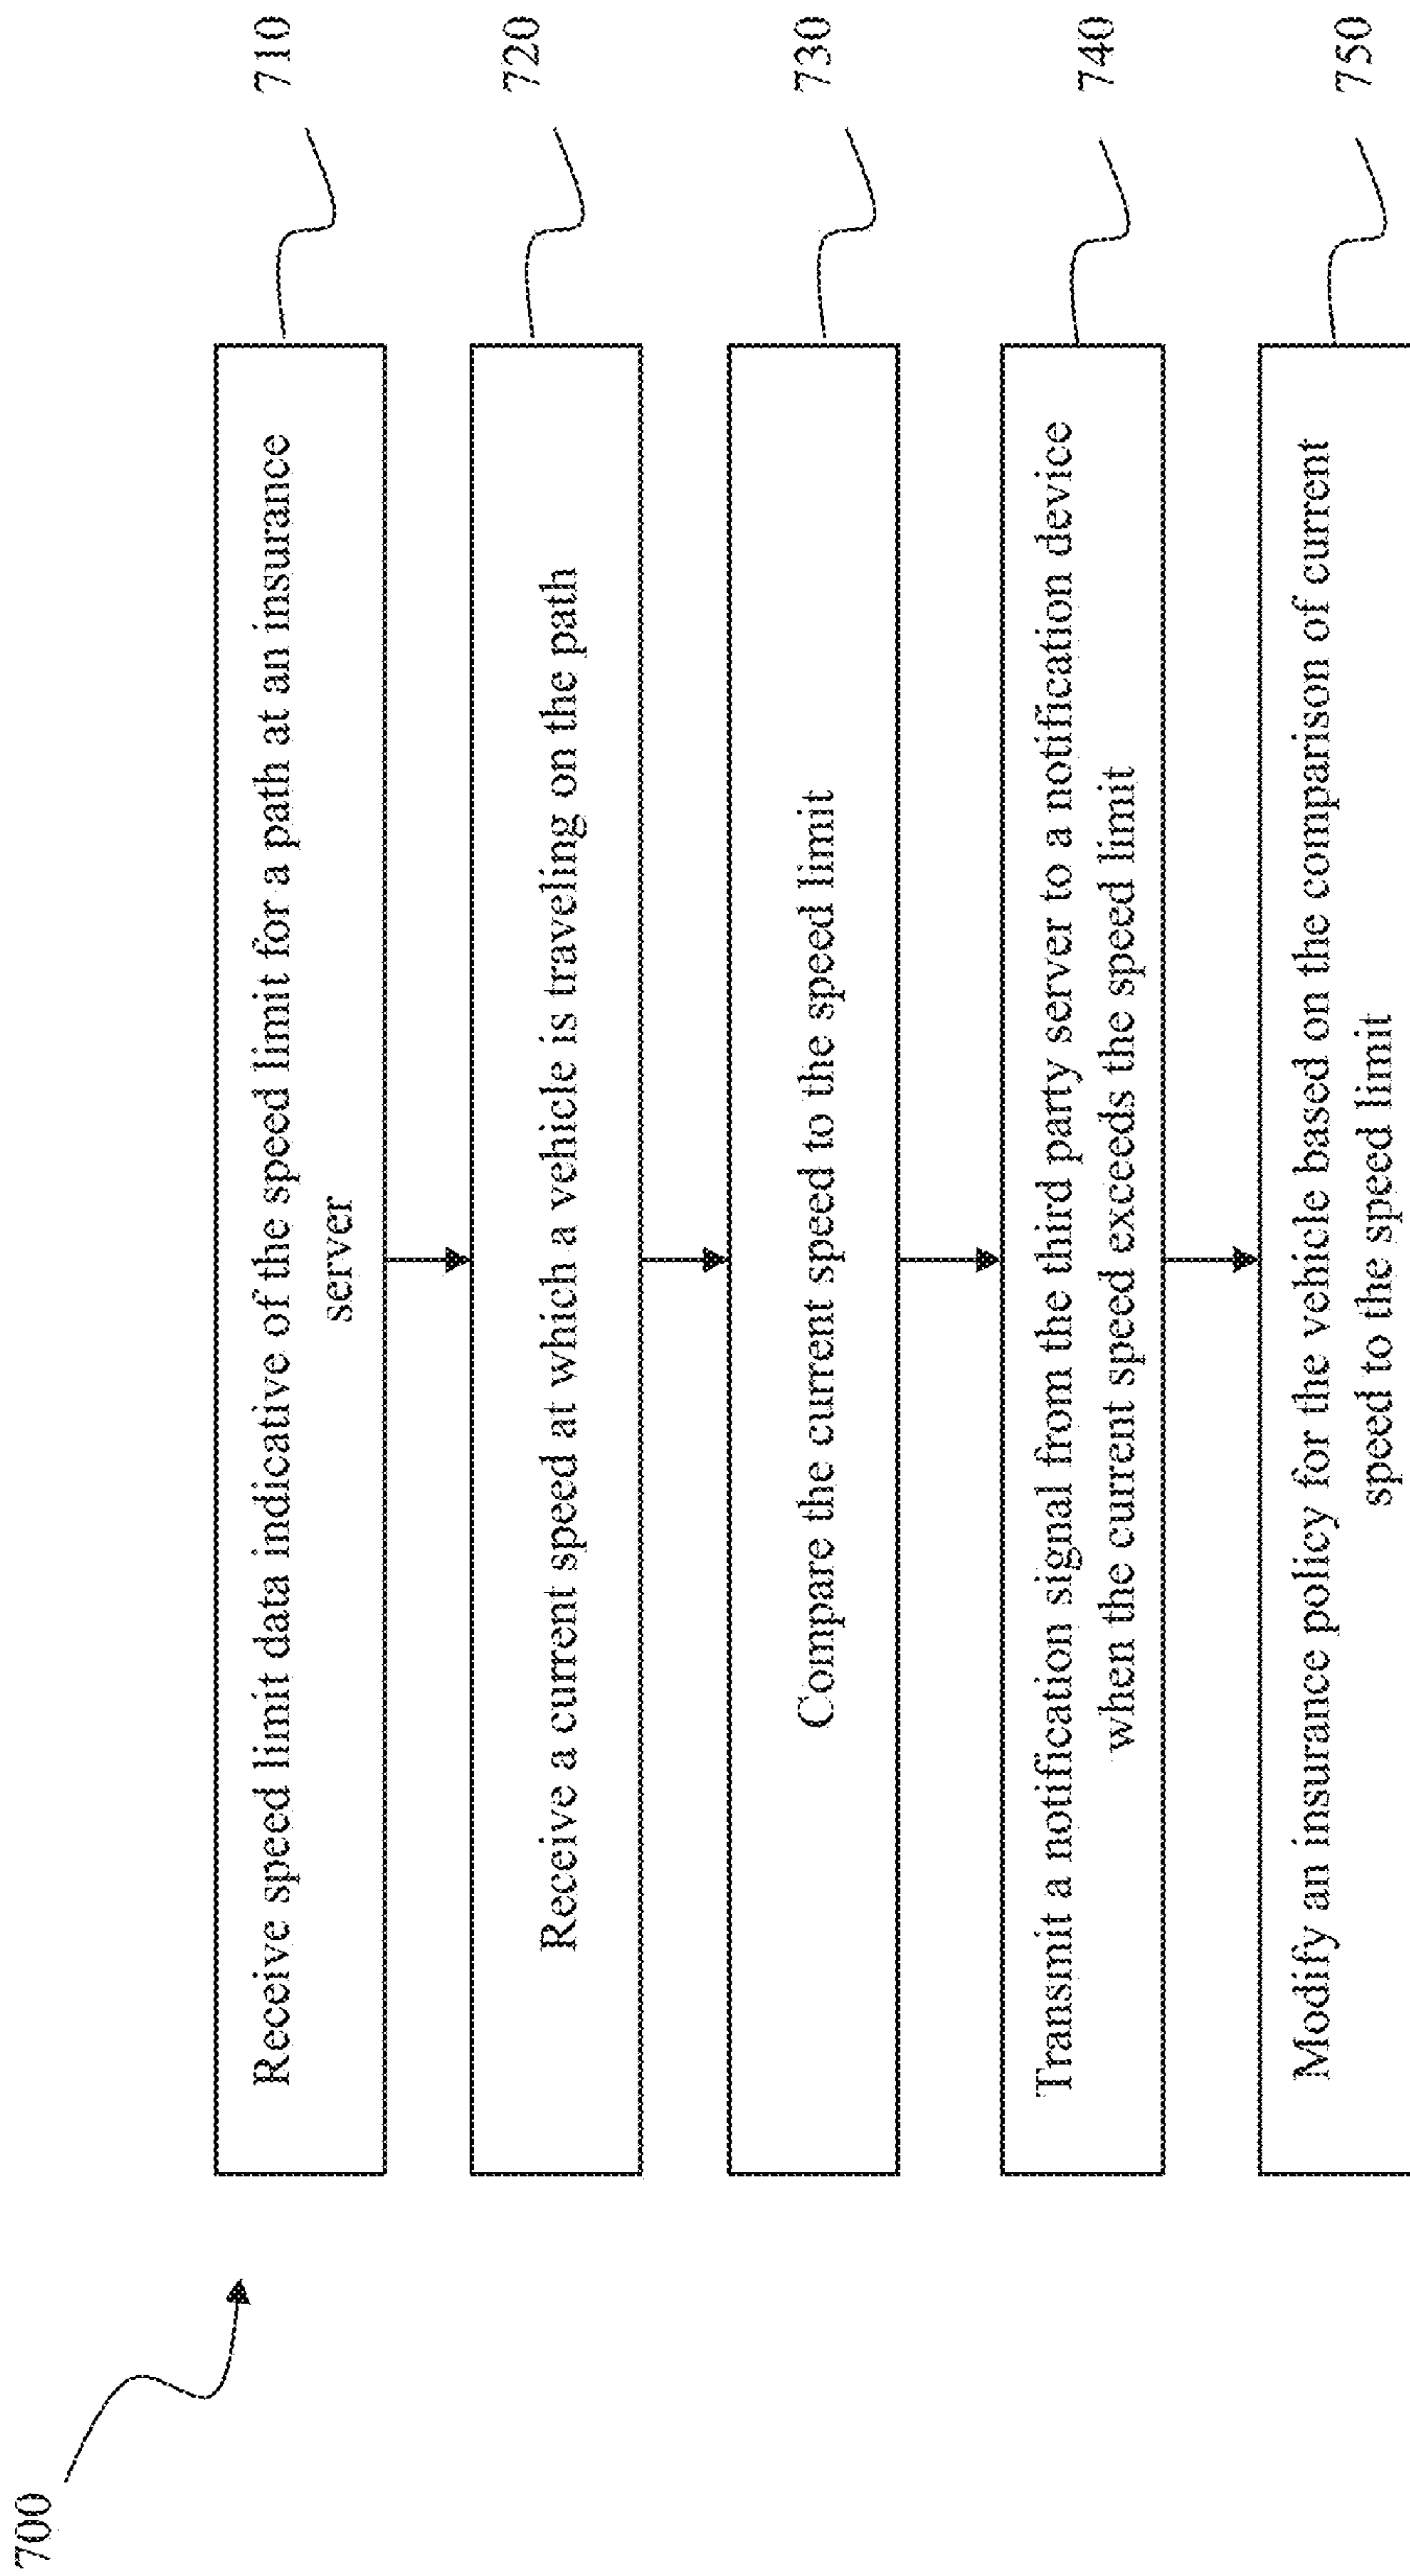 700
Receive speed limit data indicative of the speed limit for a path at an insurance
server
710
Receive a current speed at which a vehicle is traveling on the path
720
Compare the current speed to the speed limit
730
Transmit a notification signal from the third party server to a notification device
when the current speed exceeds the speed limit
740
Modify an insurance policy for the vehicle based on the comparison of current
speed to the speed limit
750